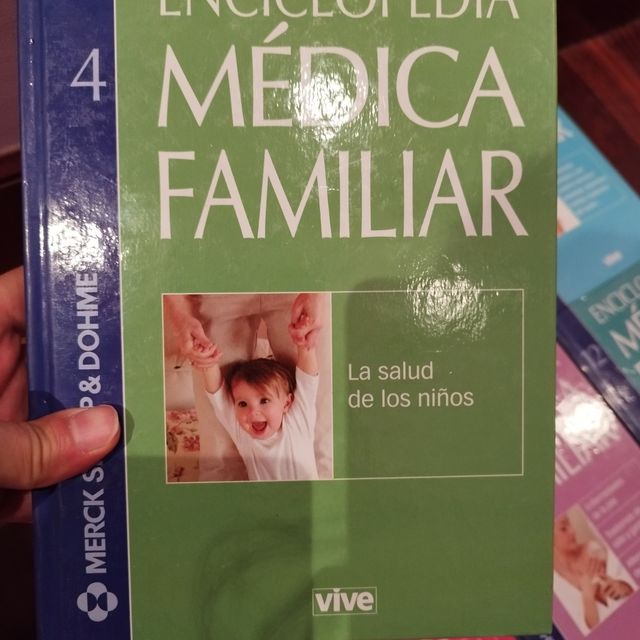 ENCICLOPEDIA
4
MÉDICA
FAMILIAR
La salud
de los niños
vive
MERCK & DOHME